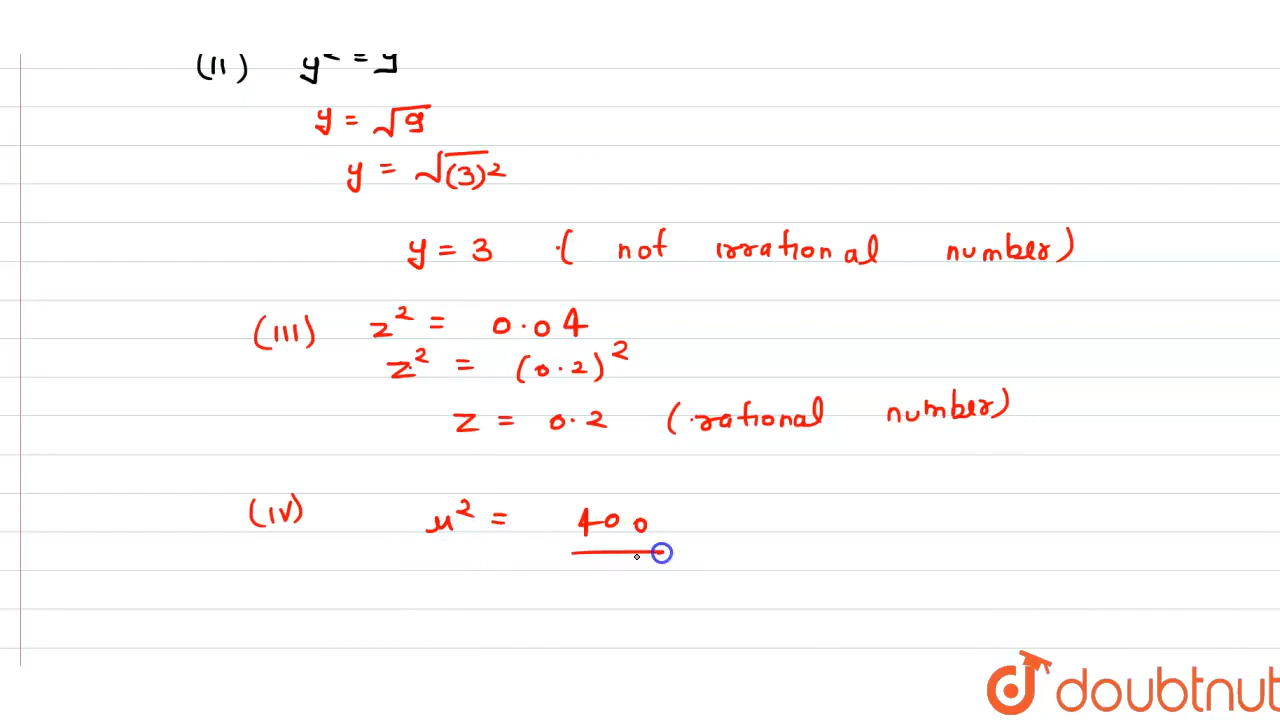 (ii) y² = 9
y = √9
y = √(3)²
y = 3 ( not irrational number)
(iii) z² = 0.04
z² = (0.2)²
z = 0.2 (rational number)
(iv) u² = 400
doubtnut